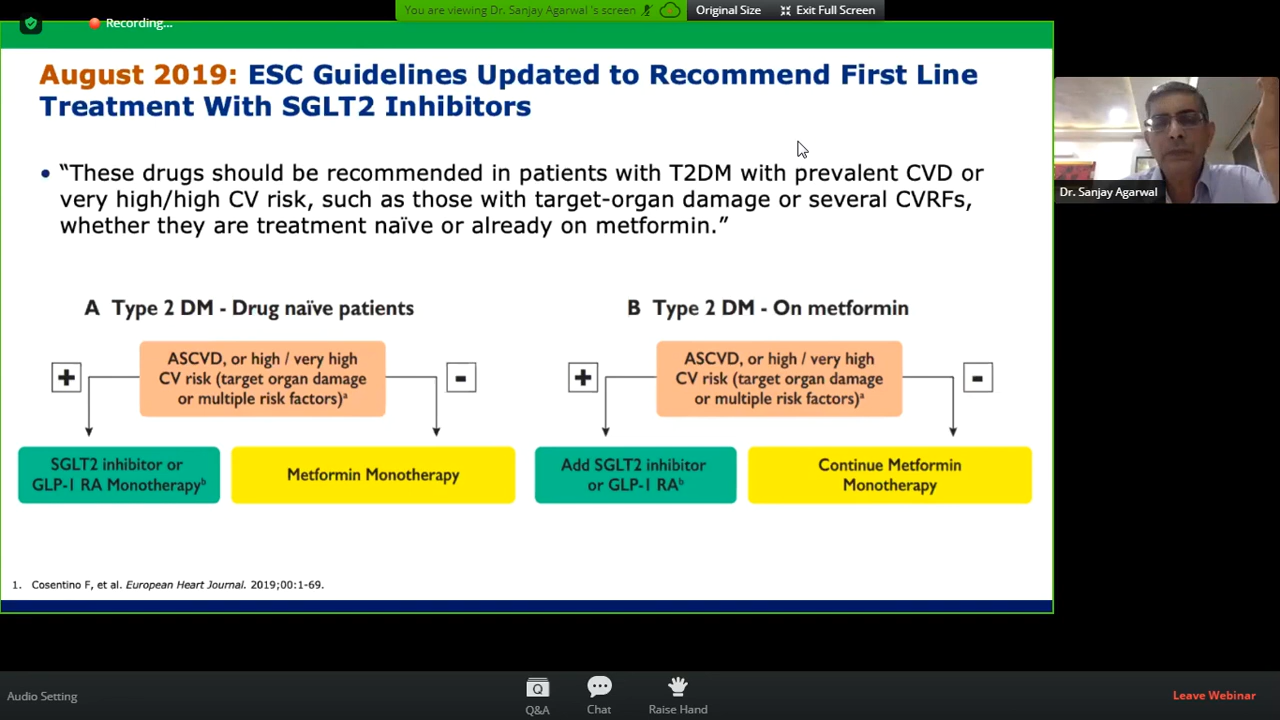 You are viewing Dr. Sanjay Agarwal 's screen
Original Size
Exit Full Screen
Recording...
August 2019: ESC Guidelines Updated to Recommend First Line
Treatment With SGLT2 Inhibitors
• “These drugs should be recommended in patients with T2DM with prevalent CVD or
very high/high CV risk, such as those with target-organ damage or several CVRFs,
whether they are treatment naïve or already on metformin.”
Dr. Sanjay Agarwal
A Type 2 DM - Drug naïve patients
+
ASCVD, or high / very high
CV risk (target organ damage
or multiple risk factors)ᵃ
-
SGLT2 inhibitor or
GLP-1 RA Monotherapyᵇ
Metformin Monotherapy
B Type 2 DM - On metformin
+
ASCVD, or high / very high
CV risk (target organ damage
or multiple risk factors)ᵃ
-
Add SGLT2 inhibitor
or GLP-1 RAᵇ
Continue Metformin
Monotherapy
1. Cosentino F, et al. European Heart Journal. 2019;00:1-69.
Audio Setting
Q&A
Chat
Raise Hand
Leave Webinar